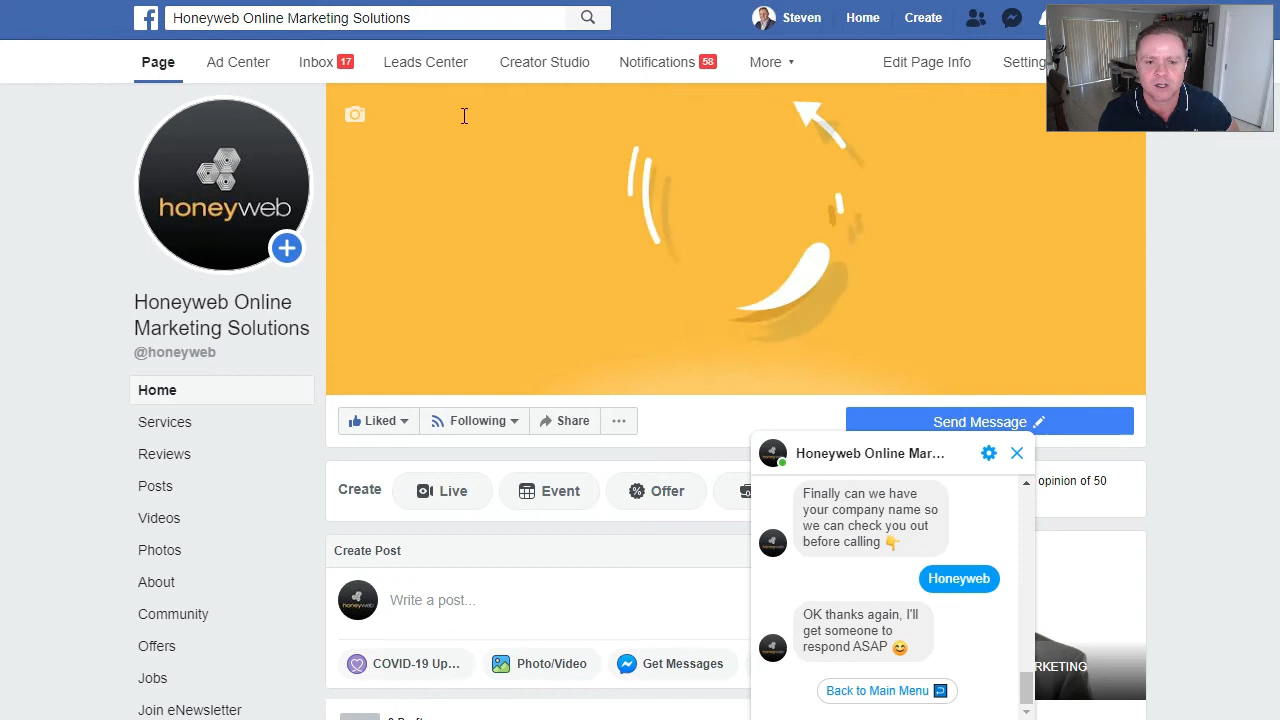 Honeyweb Online Marketing Solutions
Steven
Home
Create
Page
Ad Center
Inbox 17
Leads Center
Creator Studio
Notifications 58
More
Edit Page Info
Setting
honeyweb
Honeyweb Online
Marketing Solutions
@honeyweb
Home
Services
Reviews
Posts
Videos
Photos
About
Community
Offers
Jobs
Join eNewsletter
Liked
Following
Share
Send Message
Create
Live
Event
Offer
opinion of 50
Create Post
Write a post...
COVID-19 Up...
Photo/Video
Get Messages
Honeyweb Online Mar...
Finally can we have
your company name so
we can check you out
before calling 👇
Honeyweb
OK thanks again, I'll
get someone to
respond ASAP 😊
Back to Main Menu
RKETING